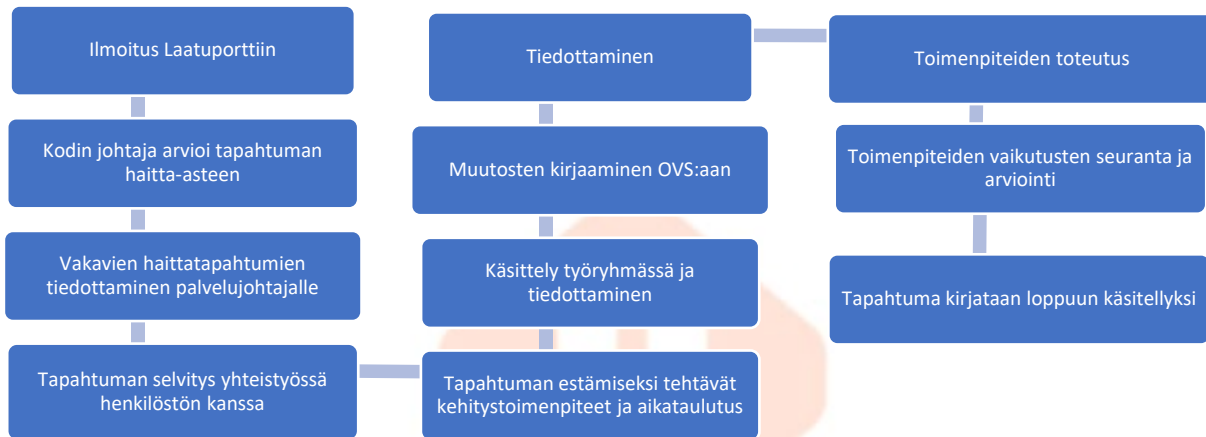 Ilmoitus Laatuporttiin
Kodin johtaja arvioi tapahtuman
haitta-asteen
Vakavien haittatapahtumien
tiedottaminen palvelujohtajalle
Tapahtuman selvitys yhteistyössä
henkilöstön kanssa
Tapahtuman estämiseksi tehtävät
kehitystoimenpiteet ja aikataulutus
Käsittely työryhmässä ja
tiedottaminen
Muutosten kirjaaminen OVS:aan
Tiedottaminen
Toimenpiteiden toteutus
Toimenpiteiden vaikutusten seuranta ja
arviointi
Tapahtuma kirjataan loppuun käsitellyksi